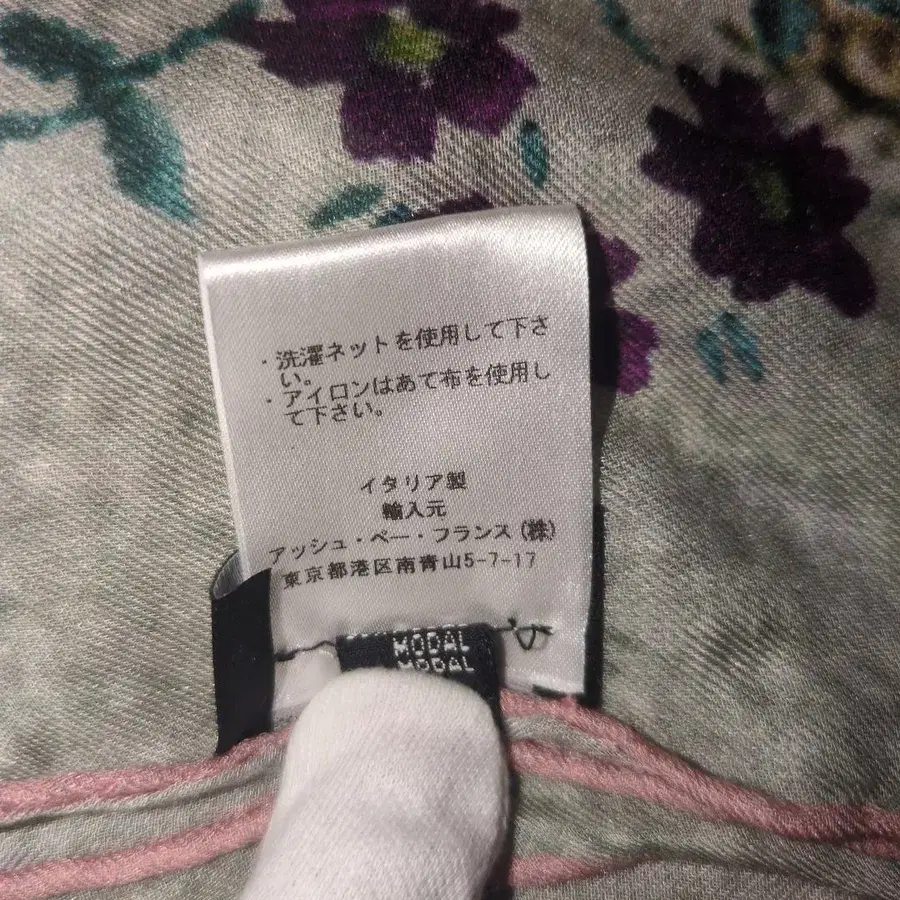 ・洗濯ネットを使用して下さ
い。
・アイロンはあて布を使用し
て下さい。
イタリア製
輸入元
アッシュ・ペー・フランス(株)
東京都港区南青山5-7-17
MODAL
MODAL